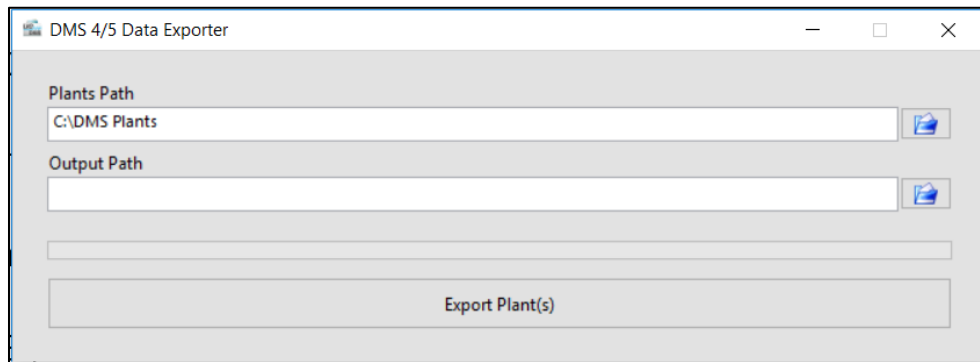 DMS 4/5 Data Exporter
Plants Path
C:\DMS Plants
Output Path
Export Plant(s)